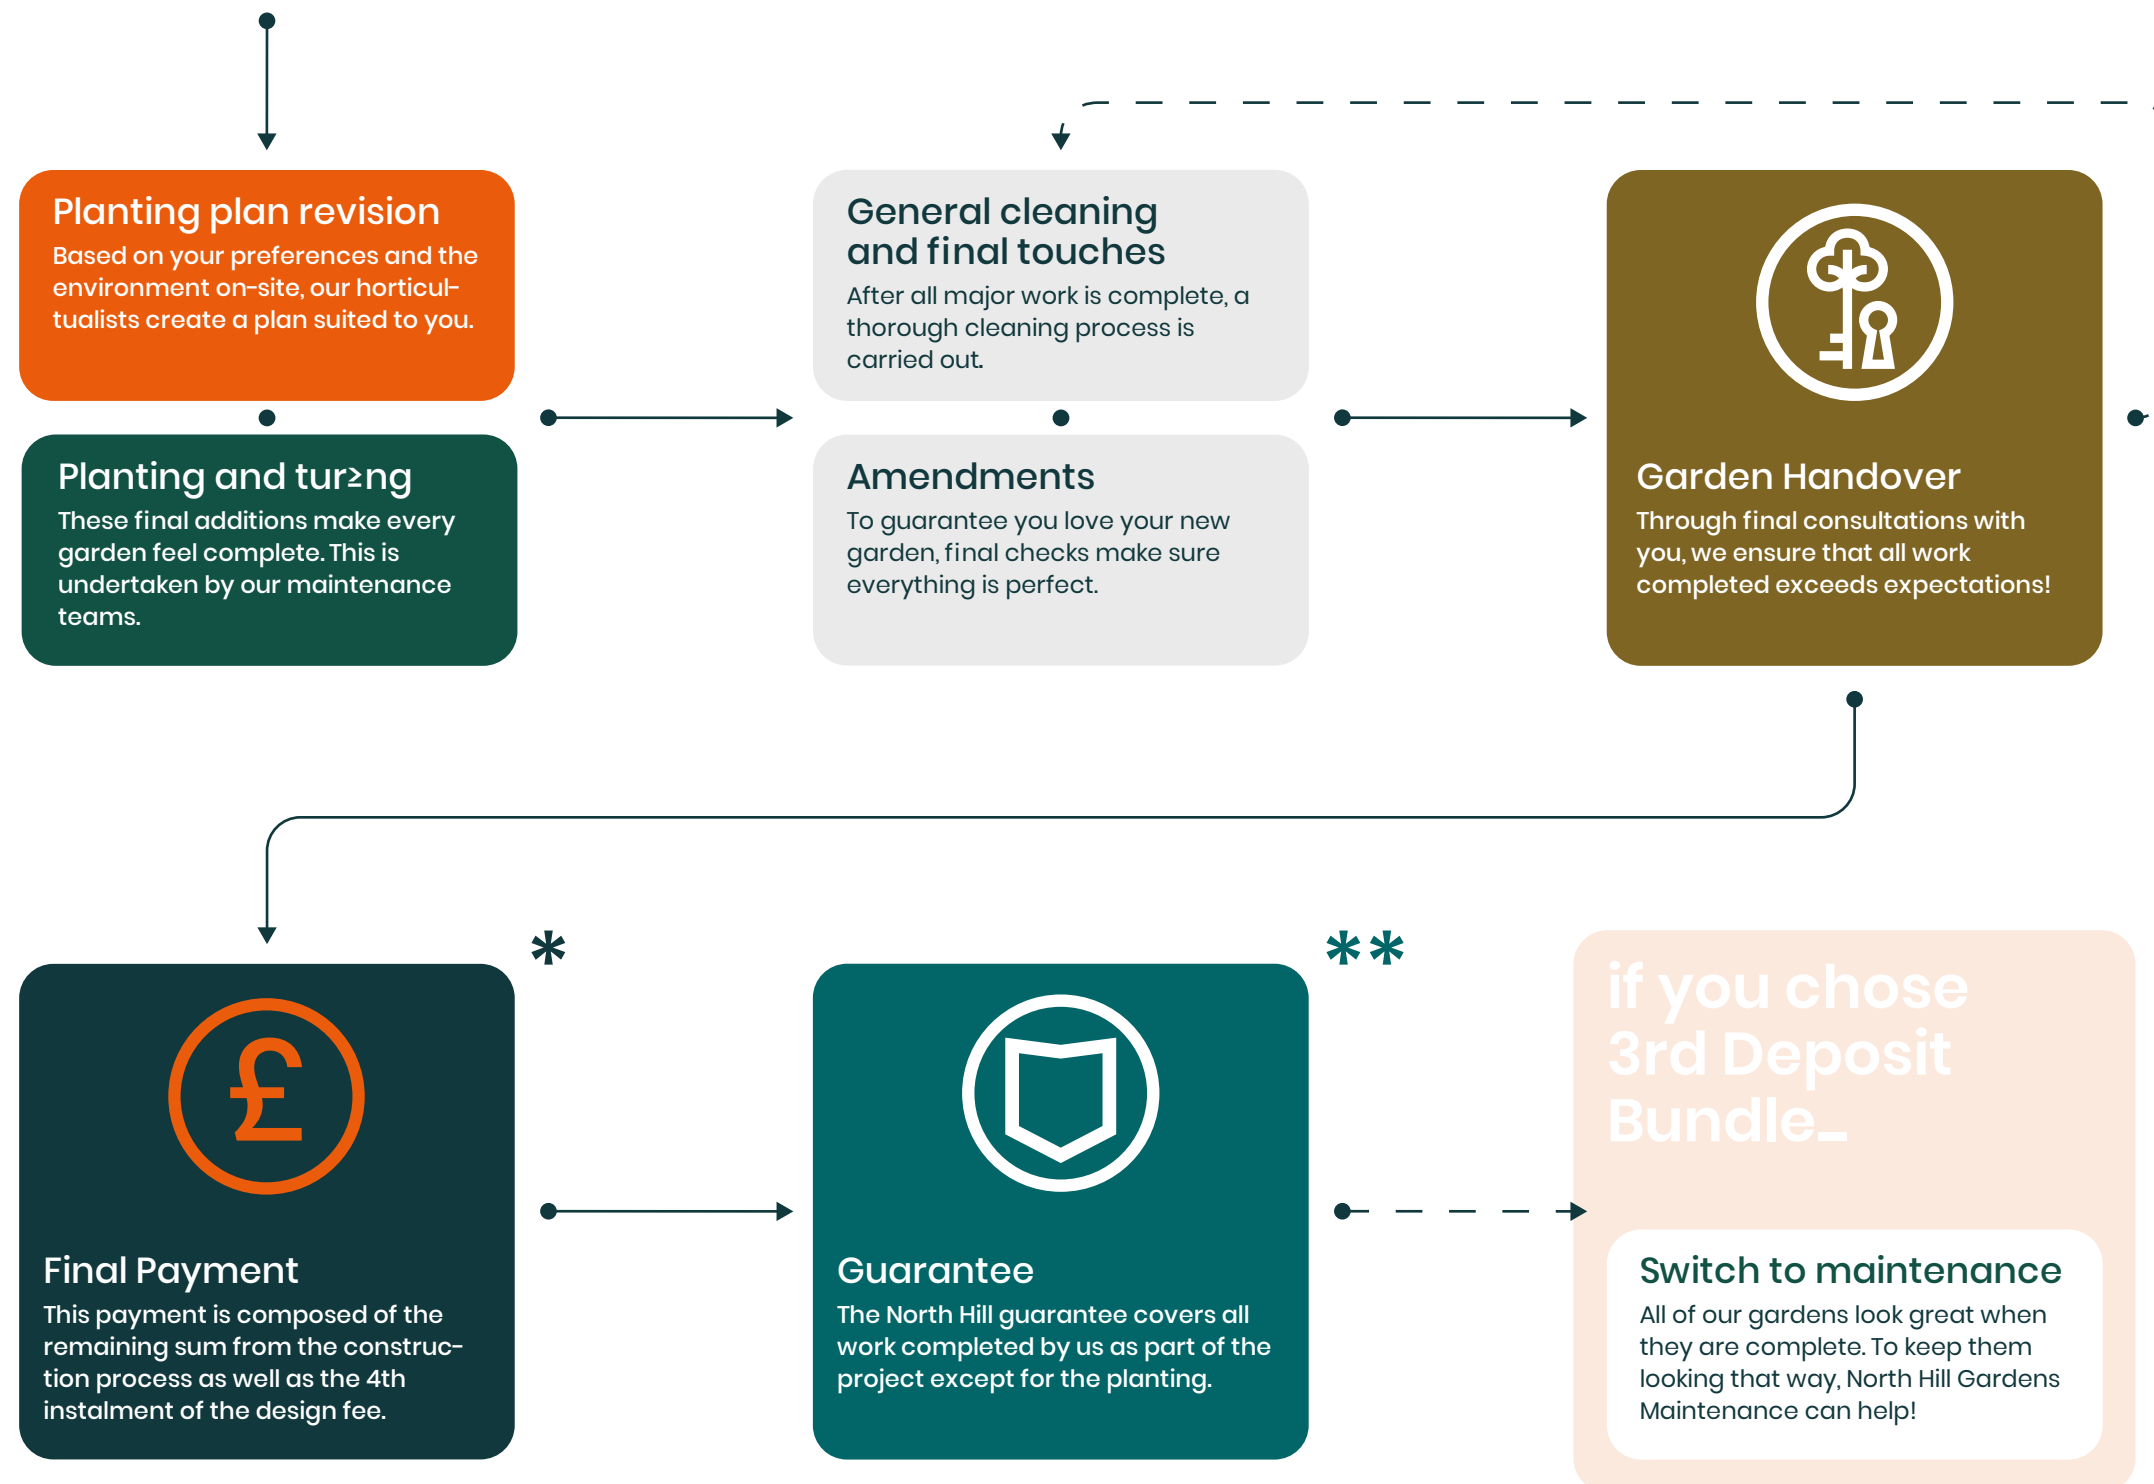 Planting plan revision
Based on your preferences and the
environment on-site, our horticul-
tualists create a plan suited to you.
Planting and tur≥ng
These final additions make every
garden feel complete. This is
undertaken by our maintenance
teams.
General cleaning
and final touches
After all major work is complete, a
thorough cleaning process is
carried out.
Amendments
To guarantee you love your new
garden, final checks make sure
everything is perfect.
Garden Handover
Through final consultations with
you, we ensure that all work
completed exceeds expectations!
*
£
Final Payment
This payment is composed of the
remaining sum from the construc-
tion process as well as the 4th
instalment of the design fee.
**
Guarantee
The North Hill guarantee covers all
work completed by us as part of the
project except for the planting.
if you chose
3rd Deposit
Bundle_
Switch to maintenance
All of our gardens look great when
they are complete. To keep them
looking that way, North Hill Gardens
Maintenance can help!